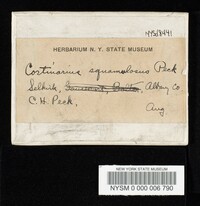 HERBARIUM N. Y. STATE MUSEUM
Cortinarius squamulosus Peck
Selkirk, Albany Co
C. H. Peck, Aug
NEW YORK STATE MUSEUM
NYSM 0 000 006 790